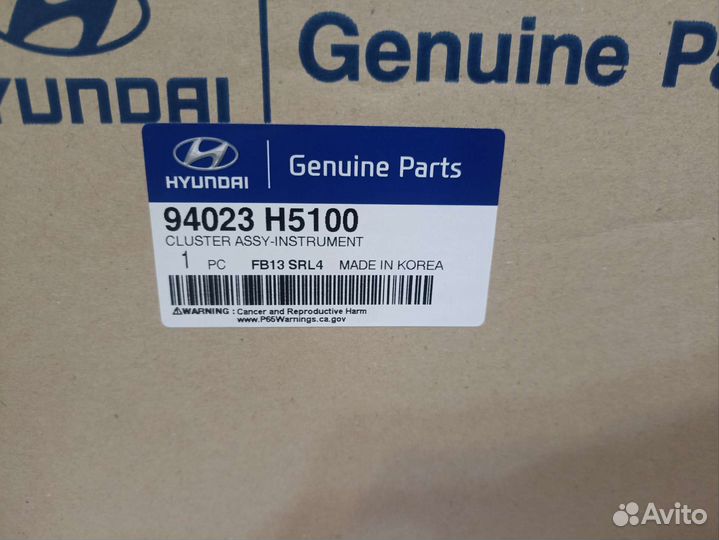 Genuine Pa
YUNDAI
HYUNDAI
Genuine Parts
94023 H5100
CLUSTER ASSY-INSTRUMENT
1 PC FB13 SRL4 MADE IN KOREA
⚠WARNING : Cancer and Reproductive Harm
www.P65Warnings.ca.gov
Avito